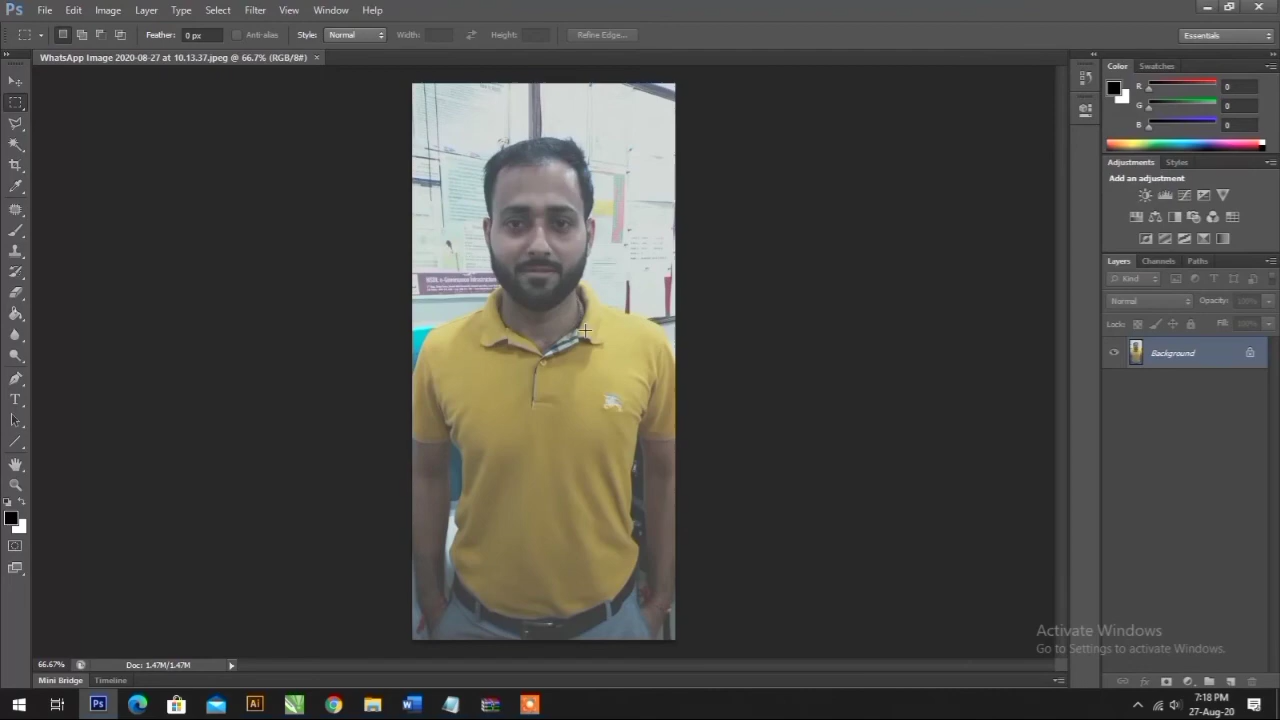 Ps File Edit Image Layer Type Select Filter View Window Help
Feather: 0 px Anti-alias Style: Normal Width: Height: Refine Edge... Essentials
WhatsApp Image 2020-08-27 at 10.13.37.jpeg @ 66.7% (RGB/8#) ×
Color Swatches
R 0
G 0
B 0
Adjustments Styles
Add an adjustment
Layers Channels Paths
Kind
Normal Opacity: 100%
Lock: Fill: 100%
Background
Activate Windows
Go to Settings to activate Windows.
66.67% Doc: 1.47M/1.47M
Mini Bridge Timeline
7:18 PM
27-Aug-20